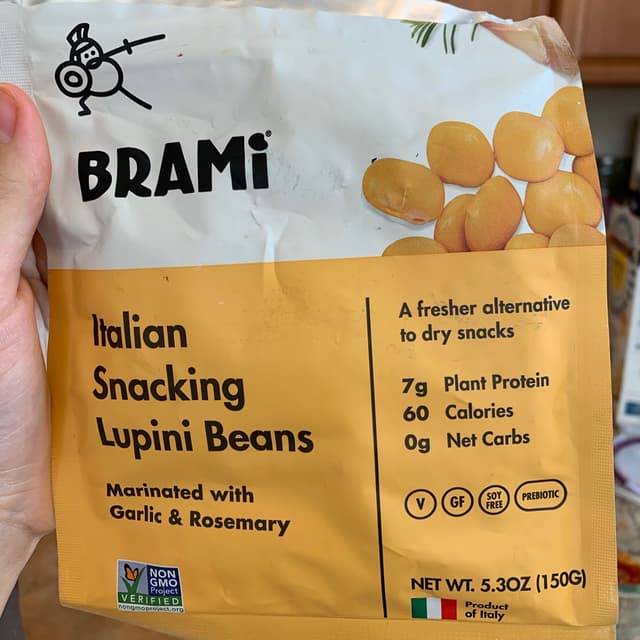 BRAMi®
Italian
Snacking
Lupini Beans
Marinated with
Garlic & Rosemary
A fresher alternative
to dry snacks
7g Plant Protein
60 Calories
0g Net Carbs
V GF SOY FREE PREBIOTIC
NON
GMO
Project
VERIFIED
nongmoproject.org
NET WT. 5.3OZ (150G)
Product
of Italy